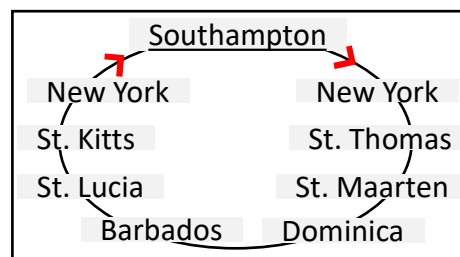 Southampton
New York
New York
St. Kitts
St. Thomas
St. Lucia
St. Maarten
Barbados
Dominica